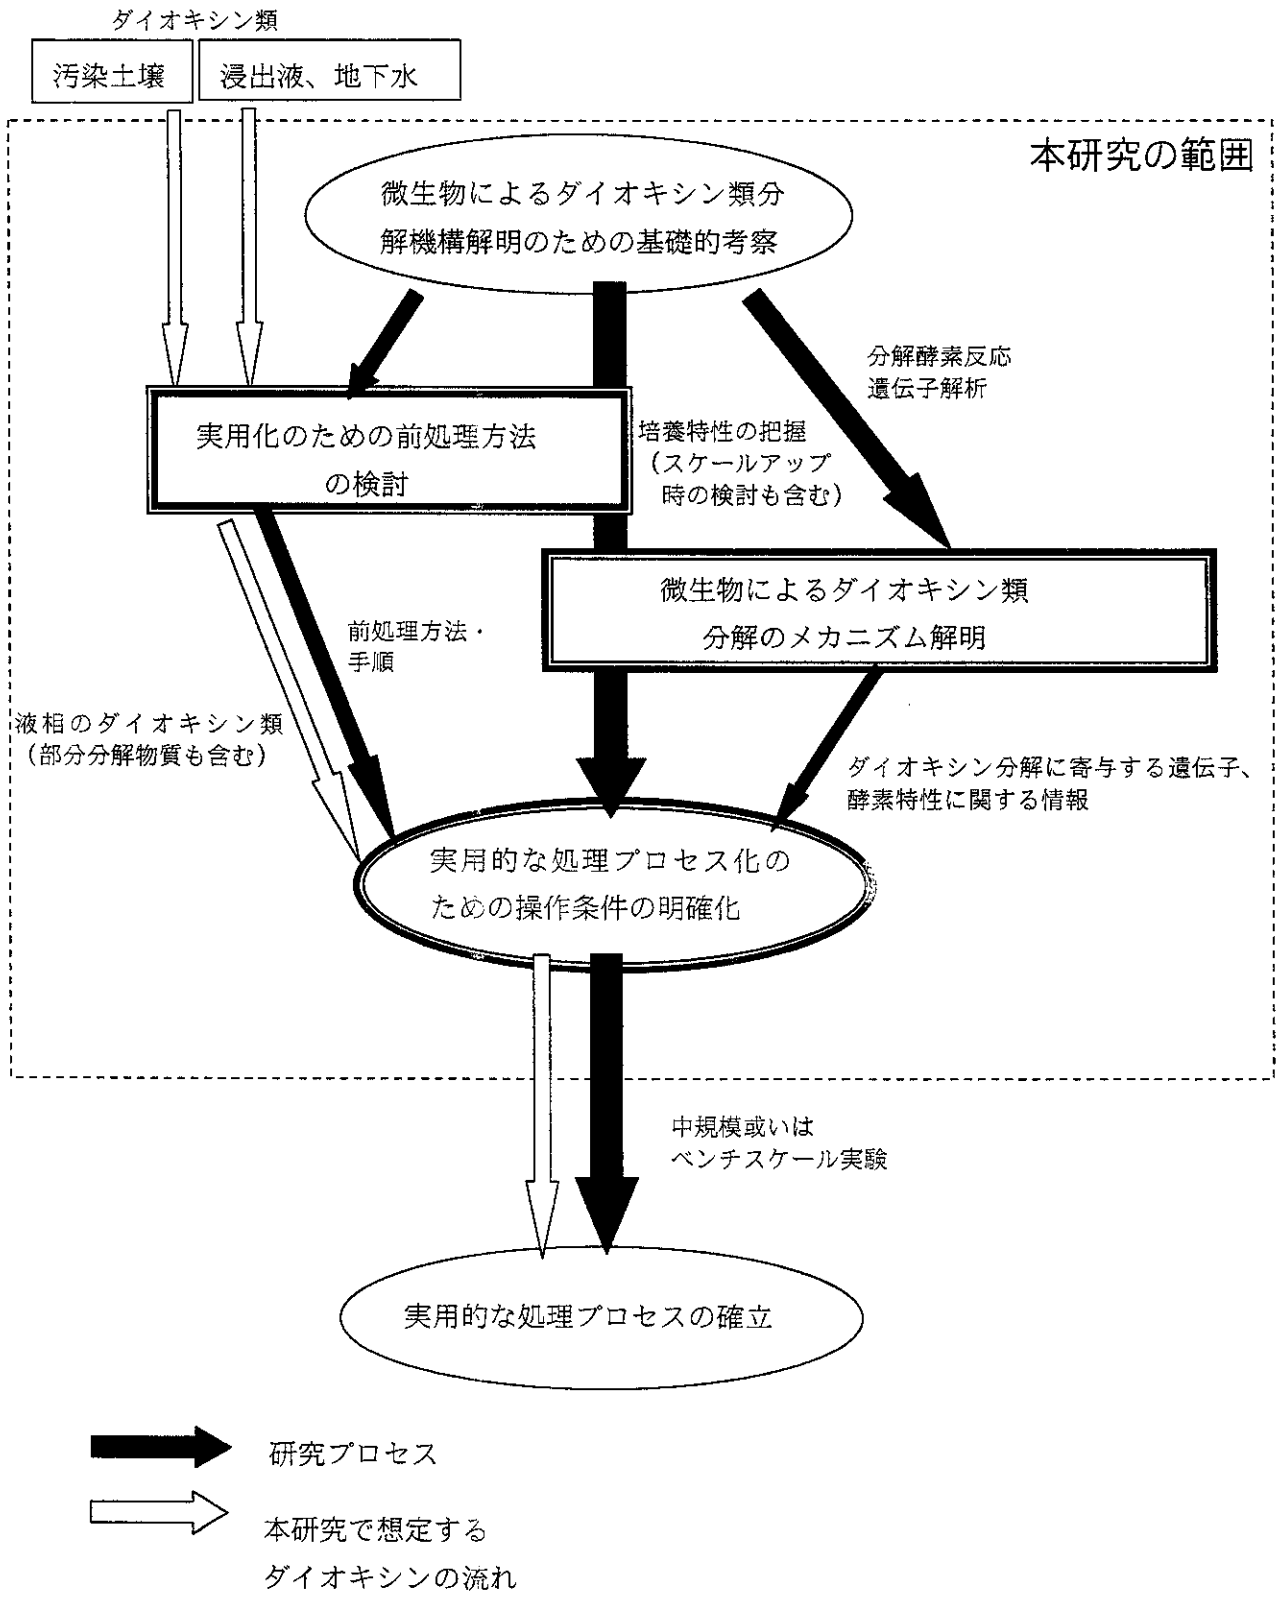 ダイオキシン類
汚染土壌
浸出液、地下水
本研究の範囲
微生物によるダイオキシン類分
解機構解明のための基礎的考察
分解酵素反応
遺伝子解析
実用化のための前処理方法
の検討
培養特性の把握
（スケールアップ
時の検討も含む）
微生物によるダイオキシン類
分解のメカニズム解明
前処理方法・
手順
液相のダイオキシン類
（部分分解物質も含む）
ダイオキシン分解に寄与する遺伝子、
酵素特性に関する情報
実用的な処理プロセス化の
ための操作条件の明確化
中規模或いは
ベンチスケール実験
実用的な処理プロセスの確立
研究プロセス
本研究で想定する
ダイオキシンの流れ